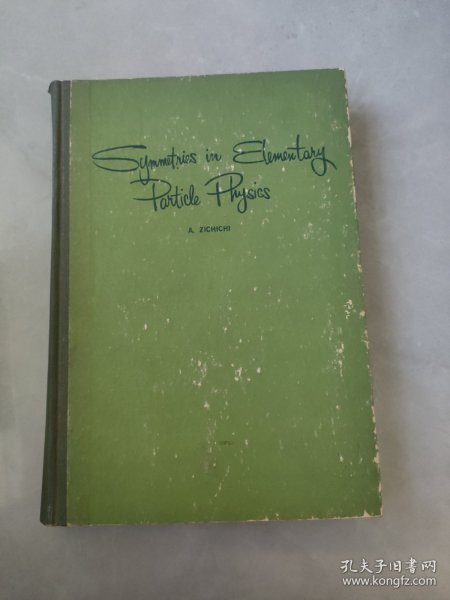 Symmetries in Elementary
Particle Physics
A. ZICHICHI
孔夫子旧书网
www.kongfz.com